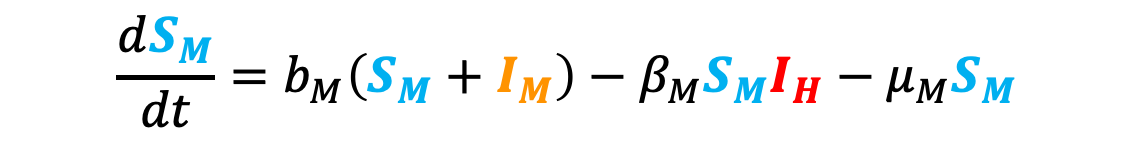 dS_M/dt = b_M(S_M + I_M) − β_M S_M I_H − μ_M S_M